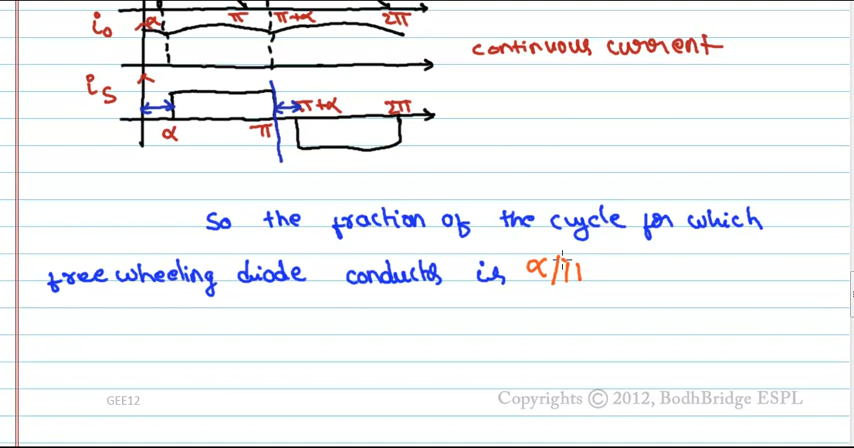 i₀ α π π+α 2π
continuous current
iₛ π+α 2π
α π
So the fraction of the cycle for which
free wheeling diode conducts is α/π
GEE12
Copyrights © 2012, BodhBridge ESPL